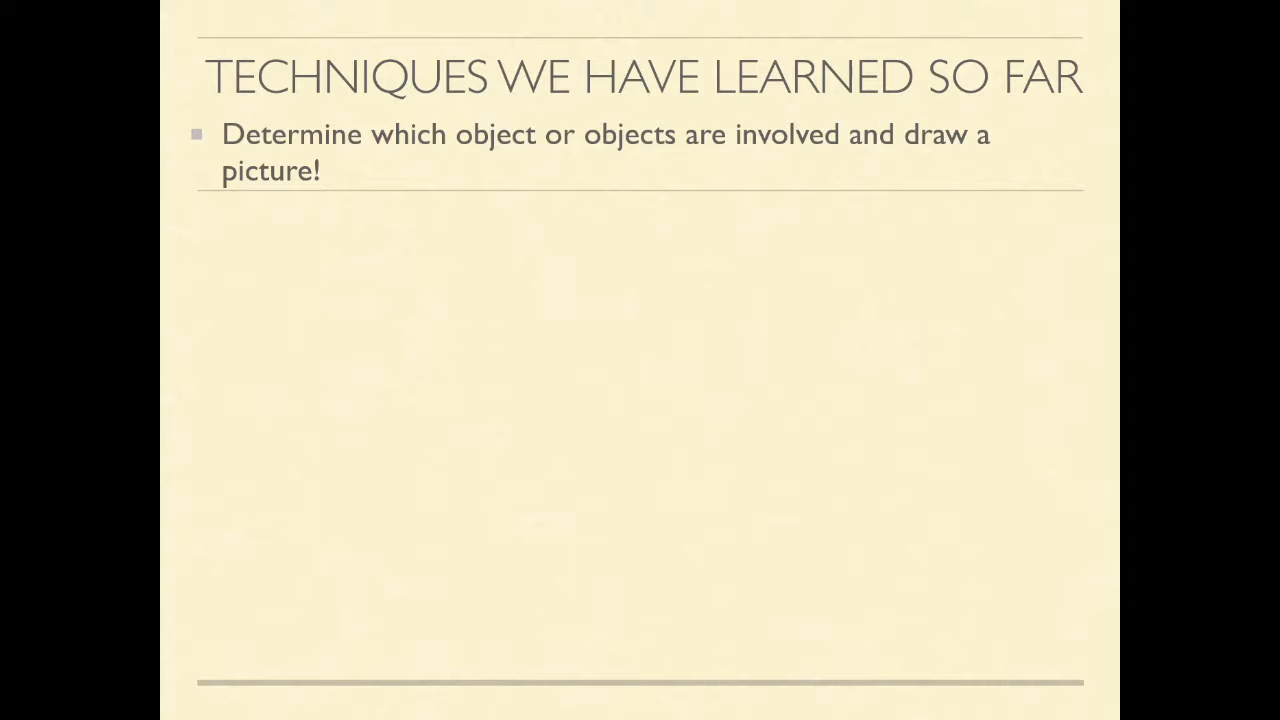 TECHNIQUES WE HAVE LEARNED SO FAR
Determine which object or objects are involved and draw a
picture!